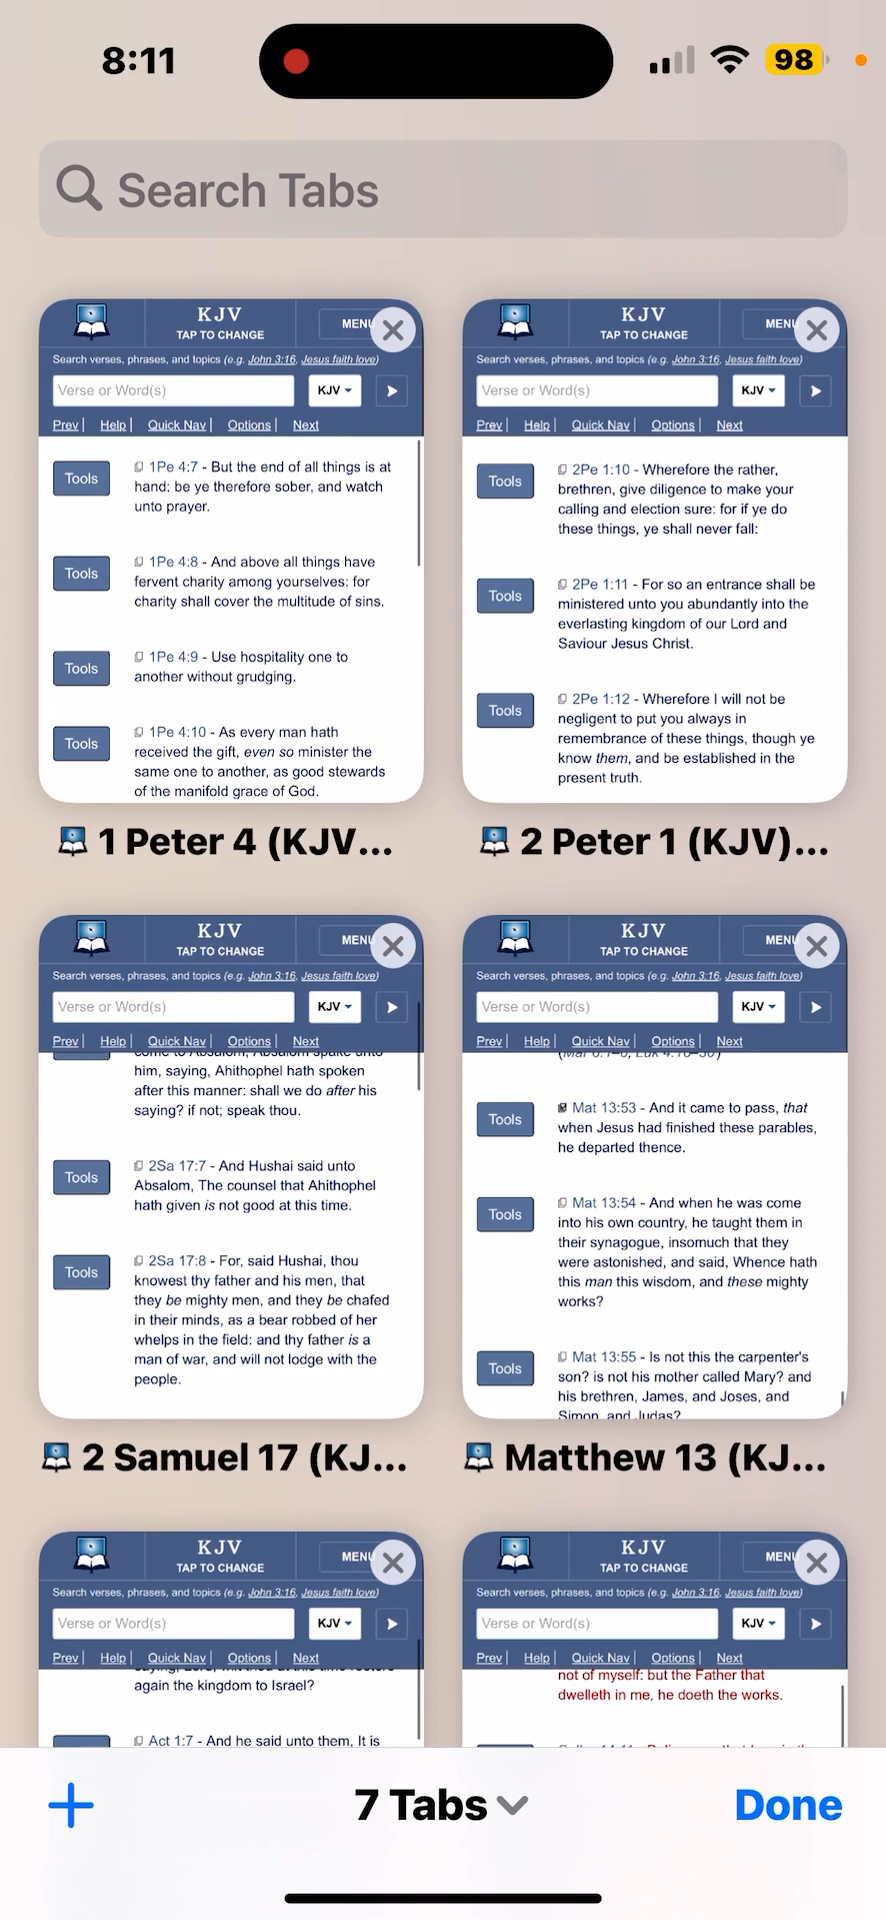 8:11
98
Search Tabs
KJV
TAP TO CHANGE
MENU
Search verses, phrases, and topics (e.g. John 3:16, Jesus faith love)
Verse or Word(s)
KJV
Prev | Help | Quick Nav | Options | Next
Tools
1Pe 4:7 - But the end of all things is at
hand: be ye therefore sober, and watch
unto prayer.
Tools
1Pe 4:8 - And above all things have
fervent charity among yourselves: for
charity shall cover the multitude of sins.
Tools
1Pe 4:9 - Use hospitality one to
another without grudging.
Tools
1Pe 4:10 - As every man hath
received the gift, even so minister the
same one to another, as good stewards
of the manifold grace of God.
1 Peter 4 (KJV...
KJV
TAP TO CHANGE
MENU
Search verses, phrases, and topics (e.g. John 3:16, Jesus faith love)
Verse or Word(s)
KJV
Prev | Help | Quick Nav | Options | Next
Tools
2Pe 1:10 - Wherefore the rather,
brethren, give diligence to make your
calling and election sure: for if ye do
these things, ye shall never fall:
Tools
2Pe 1:11 - For so an entrance shall be
ministered unto you abundantly into the
everlasting kingdom of our Lord and
Saviour Jesus Christ.
Tools
2Pe 1:12 - Wherefore I will not be
negligent to put you always in
remembrance of these things, though ye
know them, and be established in the
present truth.
2 Peter 1 (KJV)...
KJV
TAP TO CHANGE
MENU
Search verses, phrases, and topics (e.g. John 3:16, Jesus faith love)
Verse or Word(s)
KJV
Prev | Help | Quick Nav | Options | Next
come to Absalom, Absalom spake unto
him, saying, Ahithophel hath spoken
after this manner: shall we do after his
saying? if not; speak thou.
Tools
2Sa 17:7 - And Hushai said unto
Absalom, The counsel that Ahithophel
hath given is not good at this time.
Tools
2Sa 17:8 - For, said Hushai, thou
knowest thy father and his men, that
they be mighty men, and they be chafed
in their minds, as a bear robbed of her
whelps in the field: and thy father is a
man of war, and will not lodge with the
people.
2 Samuel 17 (KJ...
KJV
TAP TO CHANGE
MENU
Search verses, phrases, and topics (e.g. John 3:16, Jesus faith love)
Verse or Word(s)
KJV
Prev | Help | Quick Nav | Options | Next
Tools
Mat 13:53 - And it came to pass, that
when Jesus had finished these parables,
he departed thence.
Tools
Mat 13:54 - And when he was come
into his own country, he taught them in
their synagogue, insomuch that they
were astonished, and said, Whence hath
this man this wisdom, and these mighty
works?
Tools
Mat 13:55 - Is not this the carpenter's
son? is not his mother called Mary? and
his brethren, James, and Joses, and
Simon, and Judas?
Matthew 13 (KJ...
KJV
TAP TO CHANGE
MENU
Search verses, phrases, and topics (e.g. John 3:16, Jesus faith love)
Verse or Word(s)
KJV
Prev | Help | Quick Nav | Options | Next
again the kingdom to Israel?
Act 1:7 - And he said unto them, It is
KJV
TAP TO CHANGE
MENU
Search verses, phrases, and topics (e.g. John 3:16, Jesus faith love)
Verse or Word(s)
KJV
Prev | Help | Quick Nav | Options | Next
not of myself: but the Father that
dwelleth in me, he doeth the works.
7 Tabs
Done